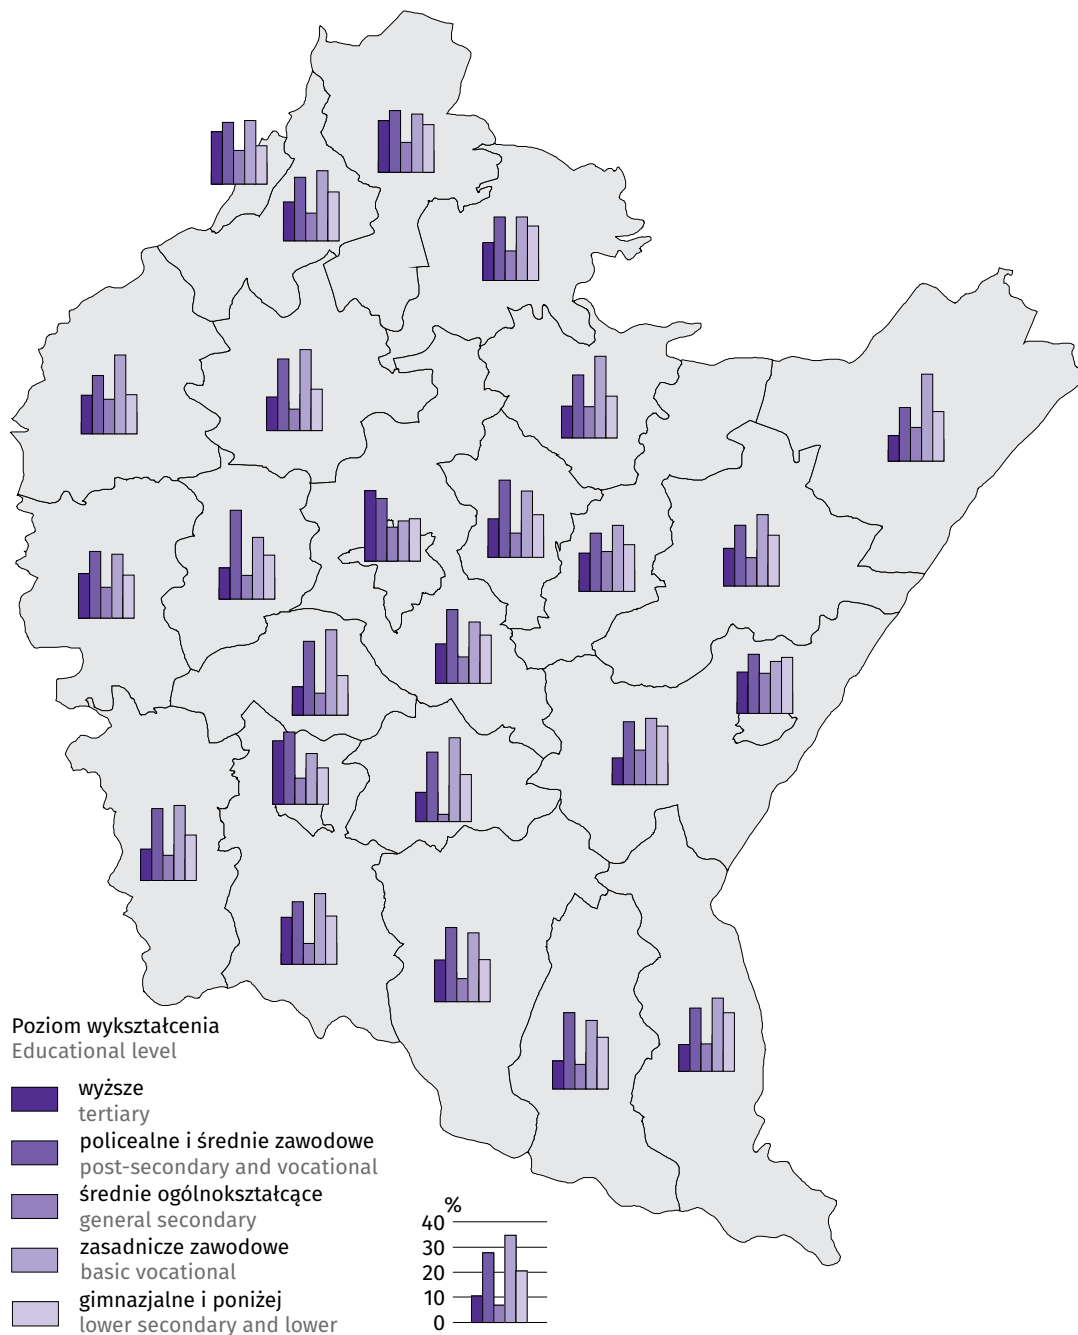 Poziom wykształcenia
Educational level
wyższe
tertiary
policealne i średnie zawodowe
post-secondary and vocational
średnie ogólnokształcące
general secondary
zasadnicze zawodowe
basic vocational
gimnazjalne i poniżej
lower secondary and lower
%
40
30
20
10
0